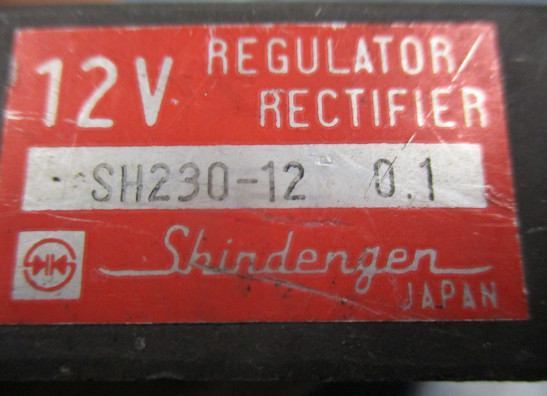 12V REGULATOR
RECTIFIER
SH230-12 0.1
Shindengen
JAPAN